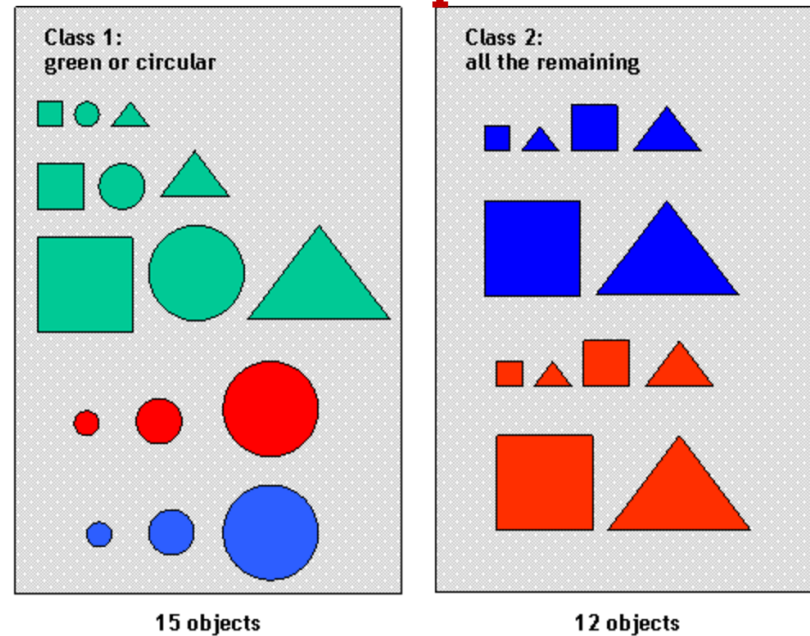 Class 1:
green or circular
Class 2:
all the remaining
15 objects
12 objects